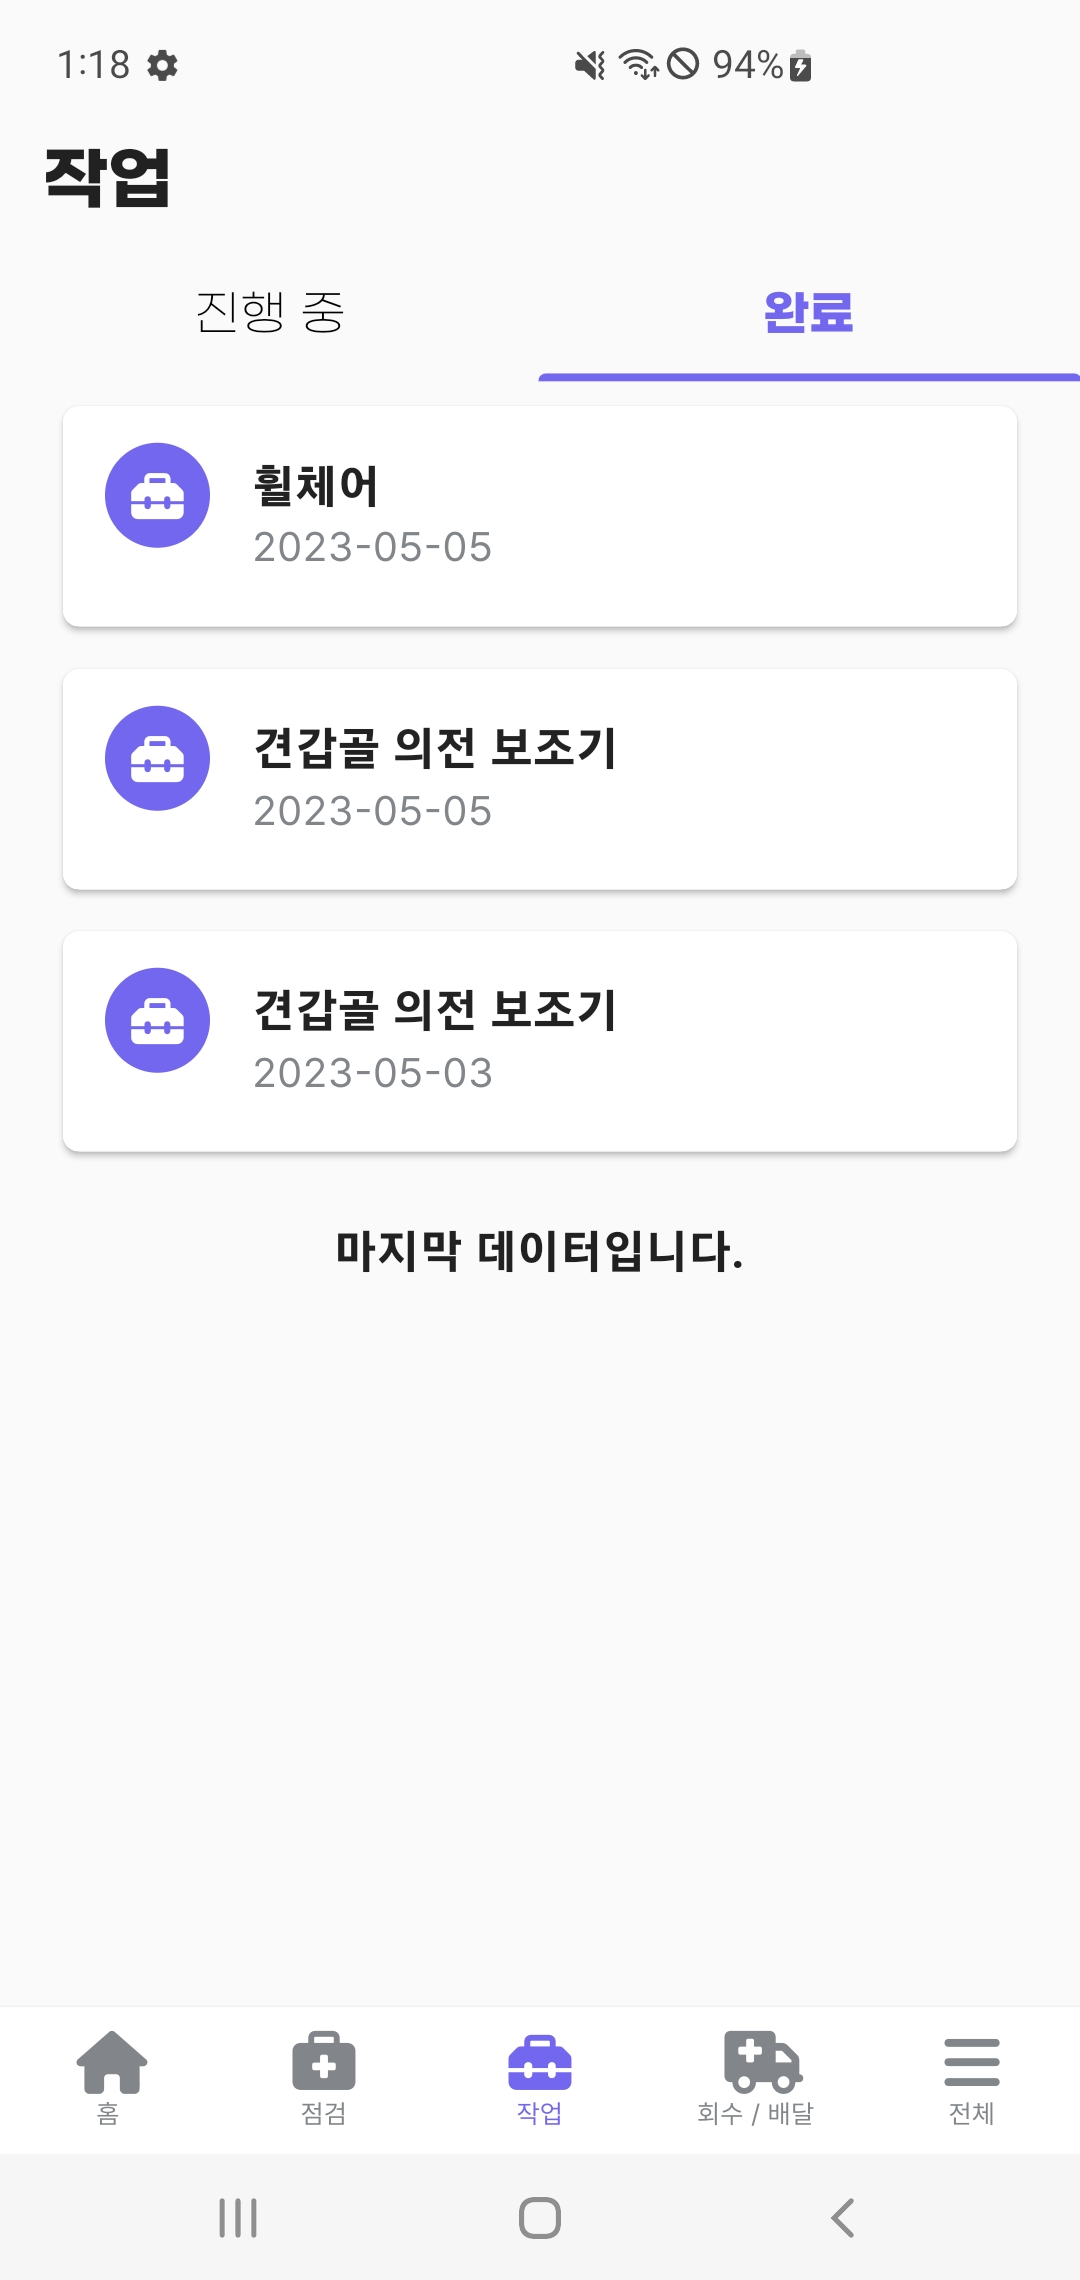 1:18 94%
작업
진행 중 완료
휠체어
2023-05-05
견갑골 의전 보조기
2023-05-05
견갑골 의전 보조기
2023-05-03
마지막 데이터입니다.
홈 점검 작업 회수 / 배달 전체